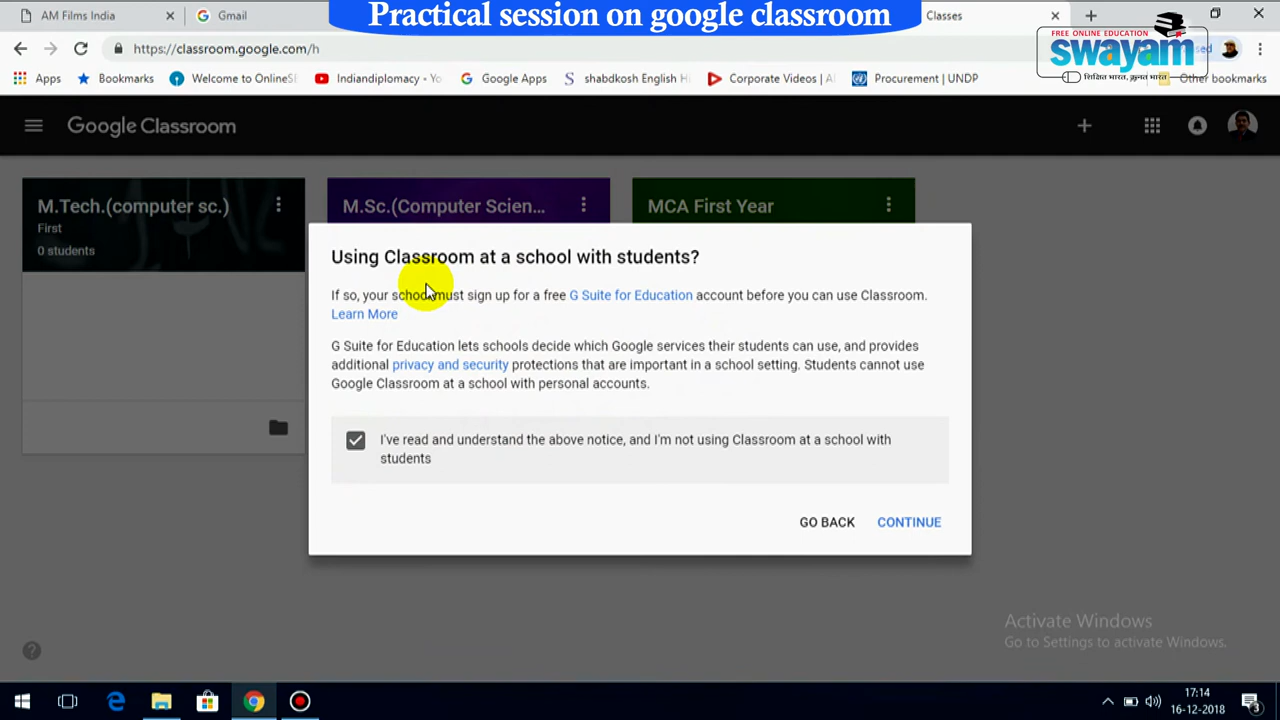 Practical session on google classroom
AM Films India
Gmail
Classes
https://classroom.google.com/h
FREE ONLINE EDUCATION
swayam
शिक्षित भारत, उन्नत भारत
Apps
Bookmarks
Welcome to OnlineSE
Indiandiplomacy - Yo
Google Apps
shabdkosh English Hi
Corporate Videos | A
Procurement | UNDP
Other bookmarks
Google Classroom
M.Tech.(computer sc.)
First
0 students
M.Sc.(Computer Scien...
MCA First Year
Using Classroom at a school with students?
If so, your school must sign up for a free G Suite for Education account before you can use Classroom.
Learn More
G Suite for Education lets schools decide which Google services their students can use, and provides
additional privacy and security protections that are important in a school setting. Students cannot use
Google Classroom at a school with personal accounts.
I've read and understand the above notice, and I'm not using Classroom at a school with
students
GO BACK
CONTINUE
Activate Windows
Go to Settings to activate Windows.
17:14
16-12-2018
3